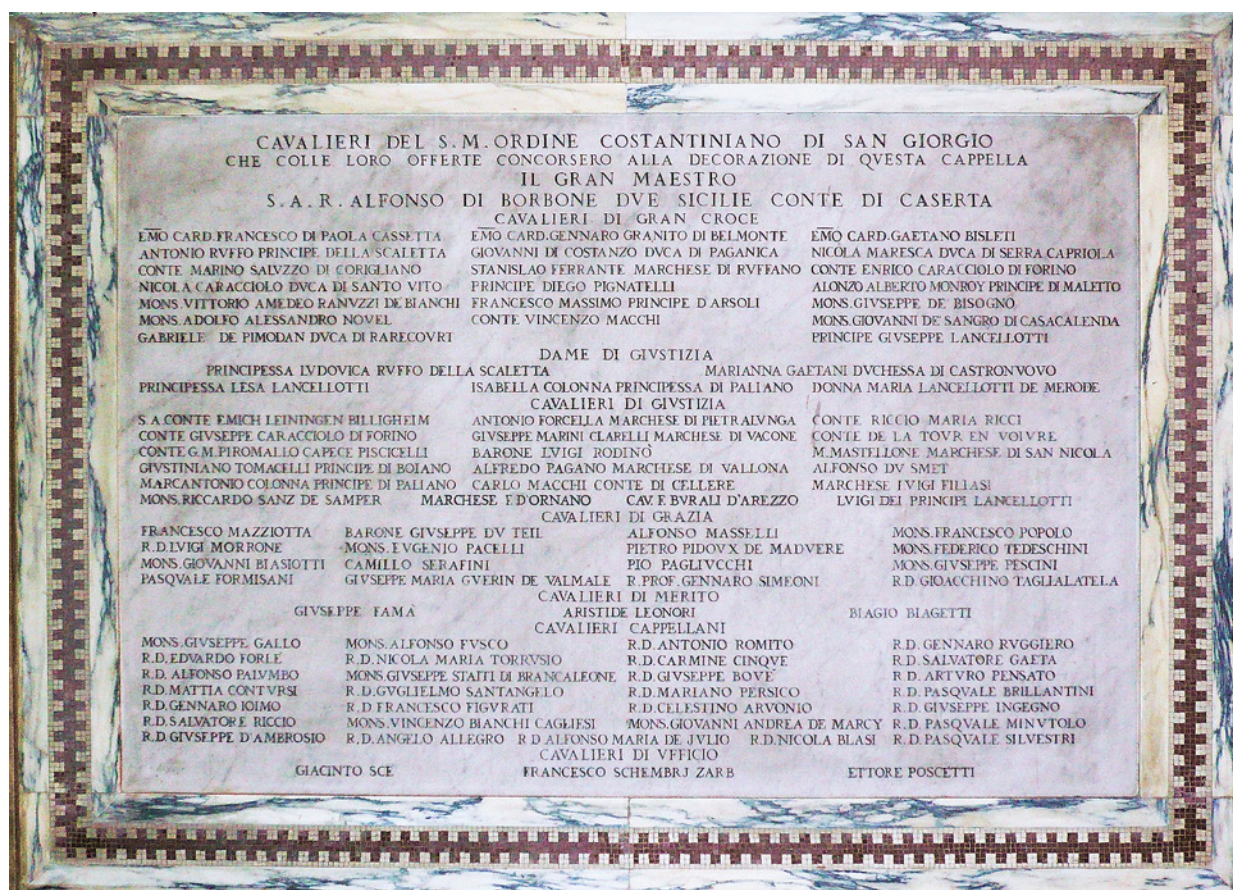 CAVALIERI DEL S.M.ORDINE COSTANTINIANO DI SAN GIORGIO
CHE COLLE LORO OFFERTE CONCORSERO ALLA DECORAZIONE DI QVESTA CAPPELLA
IL GRAN MAESTRO
S.A.R.ALFONSO DI BORBONE DVE SICILIE CONTE DI CASERTA
CAVALIERI DI GRAN CROCE
EMO CARD.FRANCESCO DI PAOLA CASSETTA EMO CARD.GENNARO GRANITO DI BELMONTE EMO CARD.GAETANO BISLETI
ANTONIO RVFFO PRINCIPE DELLA SCALETTA GIOVANNI DI COSTANZO DVCA DI PAGANICA NICOLA MARESCA DVCA DI SERRA CAPRIOLA
CONTE MARINO SALVZZO DI CORIGLIANO STANISLAO FERRANTE MARCHESE DI RVFFANO CONTE ENRICO CARACCIOLO DI FORINO
NICOLA CARACCIOLO DVCA DI SANTO VITO PRINCIPE DIEGO PIGNATELLI ALONZO ALBERTO MONROY PRINCIPE DI MALETTO
MONS.VITTORIO AMEDEO RANVZZI DE'BIANCHI FRANCESCO MASSIMO PRINCIPE D'ARSOLI MONS.GIVSEPPE DE' BISOGNO
MONS.ADOLFO ALESSANDRO NOVEL CONTE VINCENZO MACCHI MONS.GIOVANNI DE'SANGRO DI CASACALENDA
GABRIELE DE PIMODAN DVCA DI RARECOVRT PRINCIPE GIVSEPPE LANCELLOTTI
DAME DI GIVSTIZIA
PRINCIPESSA LVDOVICA RVFFO DELLA SCALETTA MARIANNA GAETANI DVCHESSA DI CASTRONVOVO
PRINCIPESSA LESA LANCELLOTTI ISABELLA COLONNA PRINCIPESSA DI PALIANO DONNA MARIA LANCELLOTTI DE MERODE
CAVALIERI DI GIVSTIZIA
S.A.CONTE EMICH LEININGEN BILLIGHEIM ANTONIO FORCELLA MARCHESE DI PIETRALVNGA CONTE RICCIO MARIA RICCI
CONTE GIVSEPPE CARACCIOLO DI FORINO GIVSEPPE MARINI CLARELLI MARCHESE DI VACONE CONTE DE LA TOVR EN VOIVRE
CONTE G.M.PIROMALLO CAPECE PISCICELLI BARONE LVIGI RODINO' M.MASTELLONE MARCHESE DI SAN NICOLA
GIVSTINIANO TOMACELLI PRINCIPE DI BOIANO ALFREDO PAGANO MARCHESE DI VALLONA ALFONSO DV SMET
MARCANTONIO COLONNA PRINCIPE DI PALIANO CARLO MACCHI CONTE DI CELLERE MARCHESE LVIGI FILIASI
MONS.RICCARDO SANZ DE SAMPER MARCHESE F.D'ORNANO CAV.F.BVRALI D'AREZZO LVIGI DEI PRINCIPI LANCELLOTTI
CAVALIERI DI GRAZIA
FRANCESCO MAZZIOTTA BARONE GIVSEPPE DV TEIL ALFONSO MASSELLI MONS.FRANCESCO POPOLO
R.D.LVIGI MORRONE MONS.EVGENIO PACELLI PIETRO PIDOVX DE MADVERE MONS.FEDERICO TEDESCHINI
MONS.GIOVANNI BIASIOTTI CAMILLO SERAFINI PIO PAGLIVCCHI MONS.GIVSEPPE PESCINI
PASQVALE FORMISANI GIVSEPPE MARIA GVERIN DE VALMALE R.PROF.GENNARO SIMEONI R.D.GIOACCHINO TAGLIALATELA
CAVALIERI DI MERITO
GIVSEPPE FAMA' ARISTIDE LEONORI BIAGIO BIAGETTI
CAVALIERI CAPPELLANI
MONS.GIVSEPPE GALLO MONS.ALFONSO FVSCO R.D.ANTONIO ROMITO R.D.GENNARO RVGGIERO
R.D.EDVARDO FORLE' R.D.NICOLA MARIA TORRVSIO R.D.CARMINE CINQVE R.D.SALVATORE GAETA
R.D.ALFONSO PALVMBO MONS.GIVSEPPE STAITI DI BRANCALEONE R.D.GIVSEPPE BOVE' R.D.ARTVRO PENSATO
R.D.MATTIA CONTVRSI R.D.GVGLIELMO SANTANGELO R.D.MARIANO PERSICO R.D.PASQVALE BRILLANTINI
R.D.GENNARO IOIMO R.D.FRANCESCO FIGVRATI R.D.CELESTINO ARVONIO R.D.GIVSEPPE INGEGNO
R.D.SALVATORE RICCIO MONS.VINCENZO BIANCHI CAGLIESI MONS.GIOVANNI ANDREA DE MARCY R.D.PASQVALE MINVTOLO
R.D.GIVSEPPE D'AMBROSIO R.D.ANGELO ALLEGRO R.D.ALFONSO MARIA DE JVLIO R.D.NICOLA BLASI R.D.PASQVALE SILVESTRI
CAVALIERI DI VFFICIO
GIACINTO SCE FRANCESCO SCHEMBRJ ZARB ETTORE POSCETTI